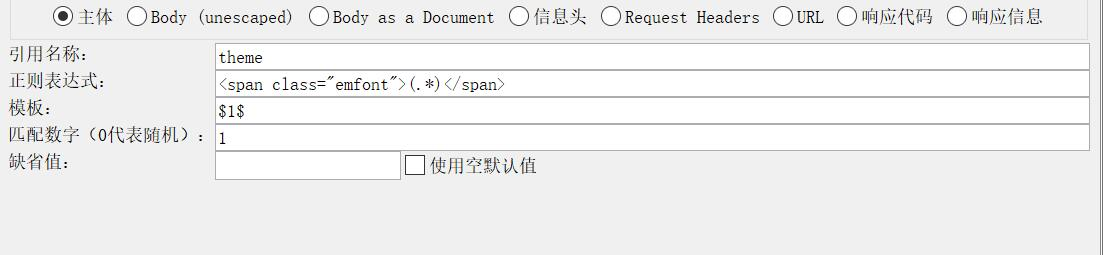 主体 Body (unescaped) Body as a Document 信息头 Request Headers URL 响应代码 响应信息
引用名称: theme
正则表达式: <span class="emfont">(.*)</span>
模板: $1$
匹配数字（0代表随机）: 1
缺省值: 使用空默认值